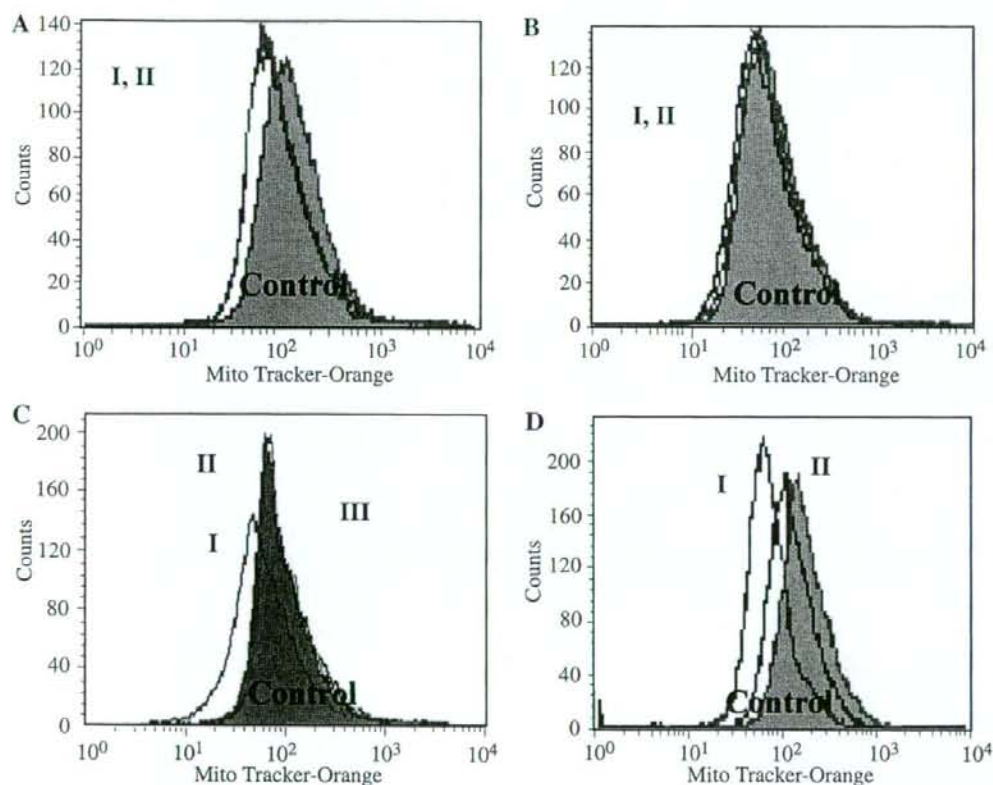 A
140
120
100
80
60
40
20
0
Counts
I, II
Control
10^0 10^1 10^2 10^3 10^4
Mito Tracker-Orange
B
120
100
80
60
40
20
0
Counts
I, II
Control
10^0 10^1 10^2 10^3 10^4
Mito Tracker-Orange
C
200
160
120
80
40
0
Counts
II
III
I
Control
10^0 10^1 10^2 10^3 10^4
Mito Tracker-Orange
D
200
160
120
80
40
0
Counts
I
II
Control
10^0 10^1 10^2 10^3 10^4
Mito Tracker-Orange